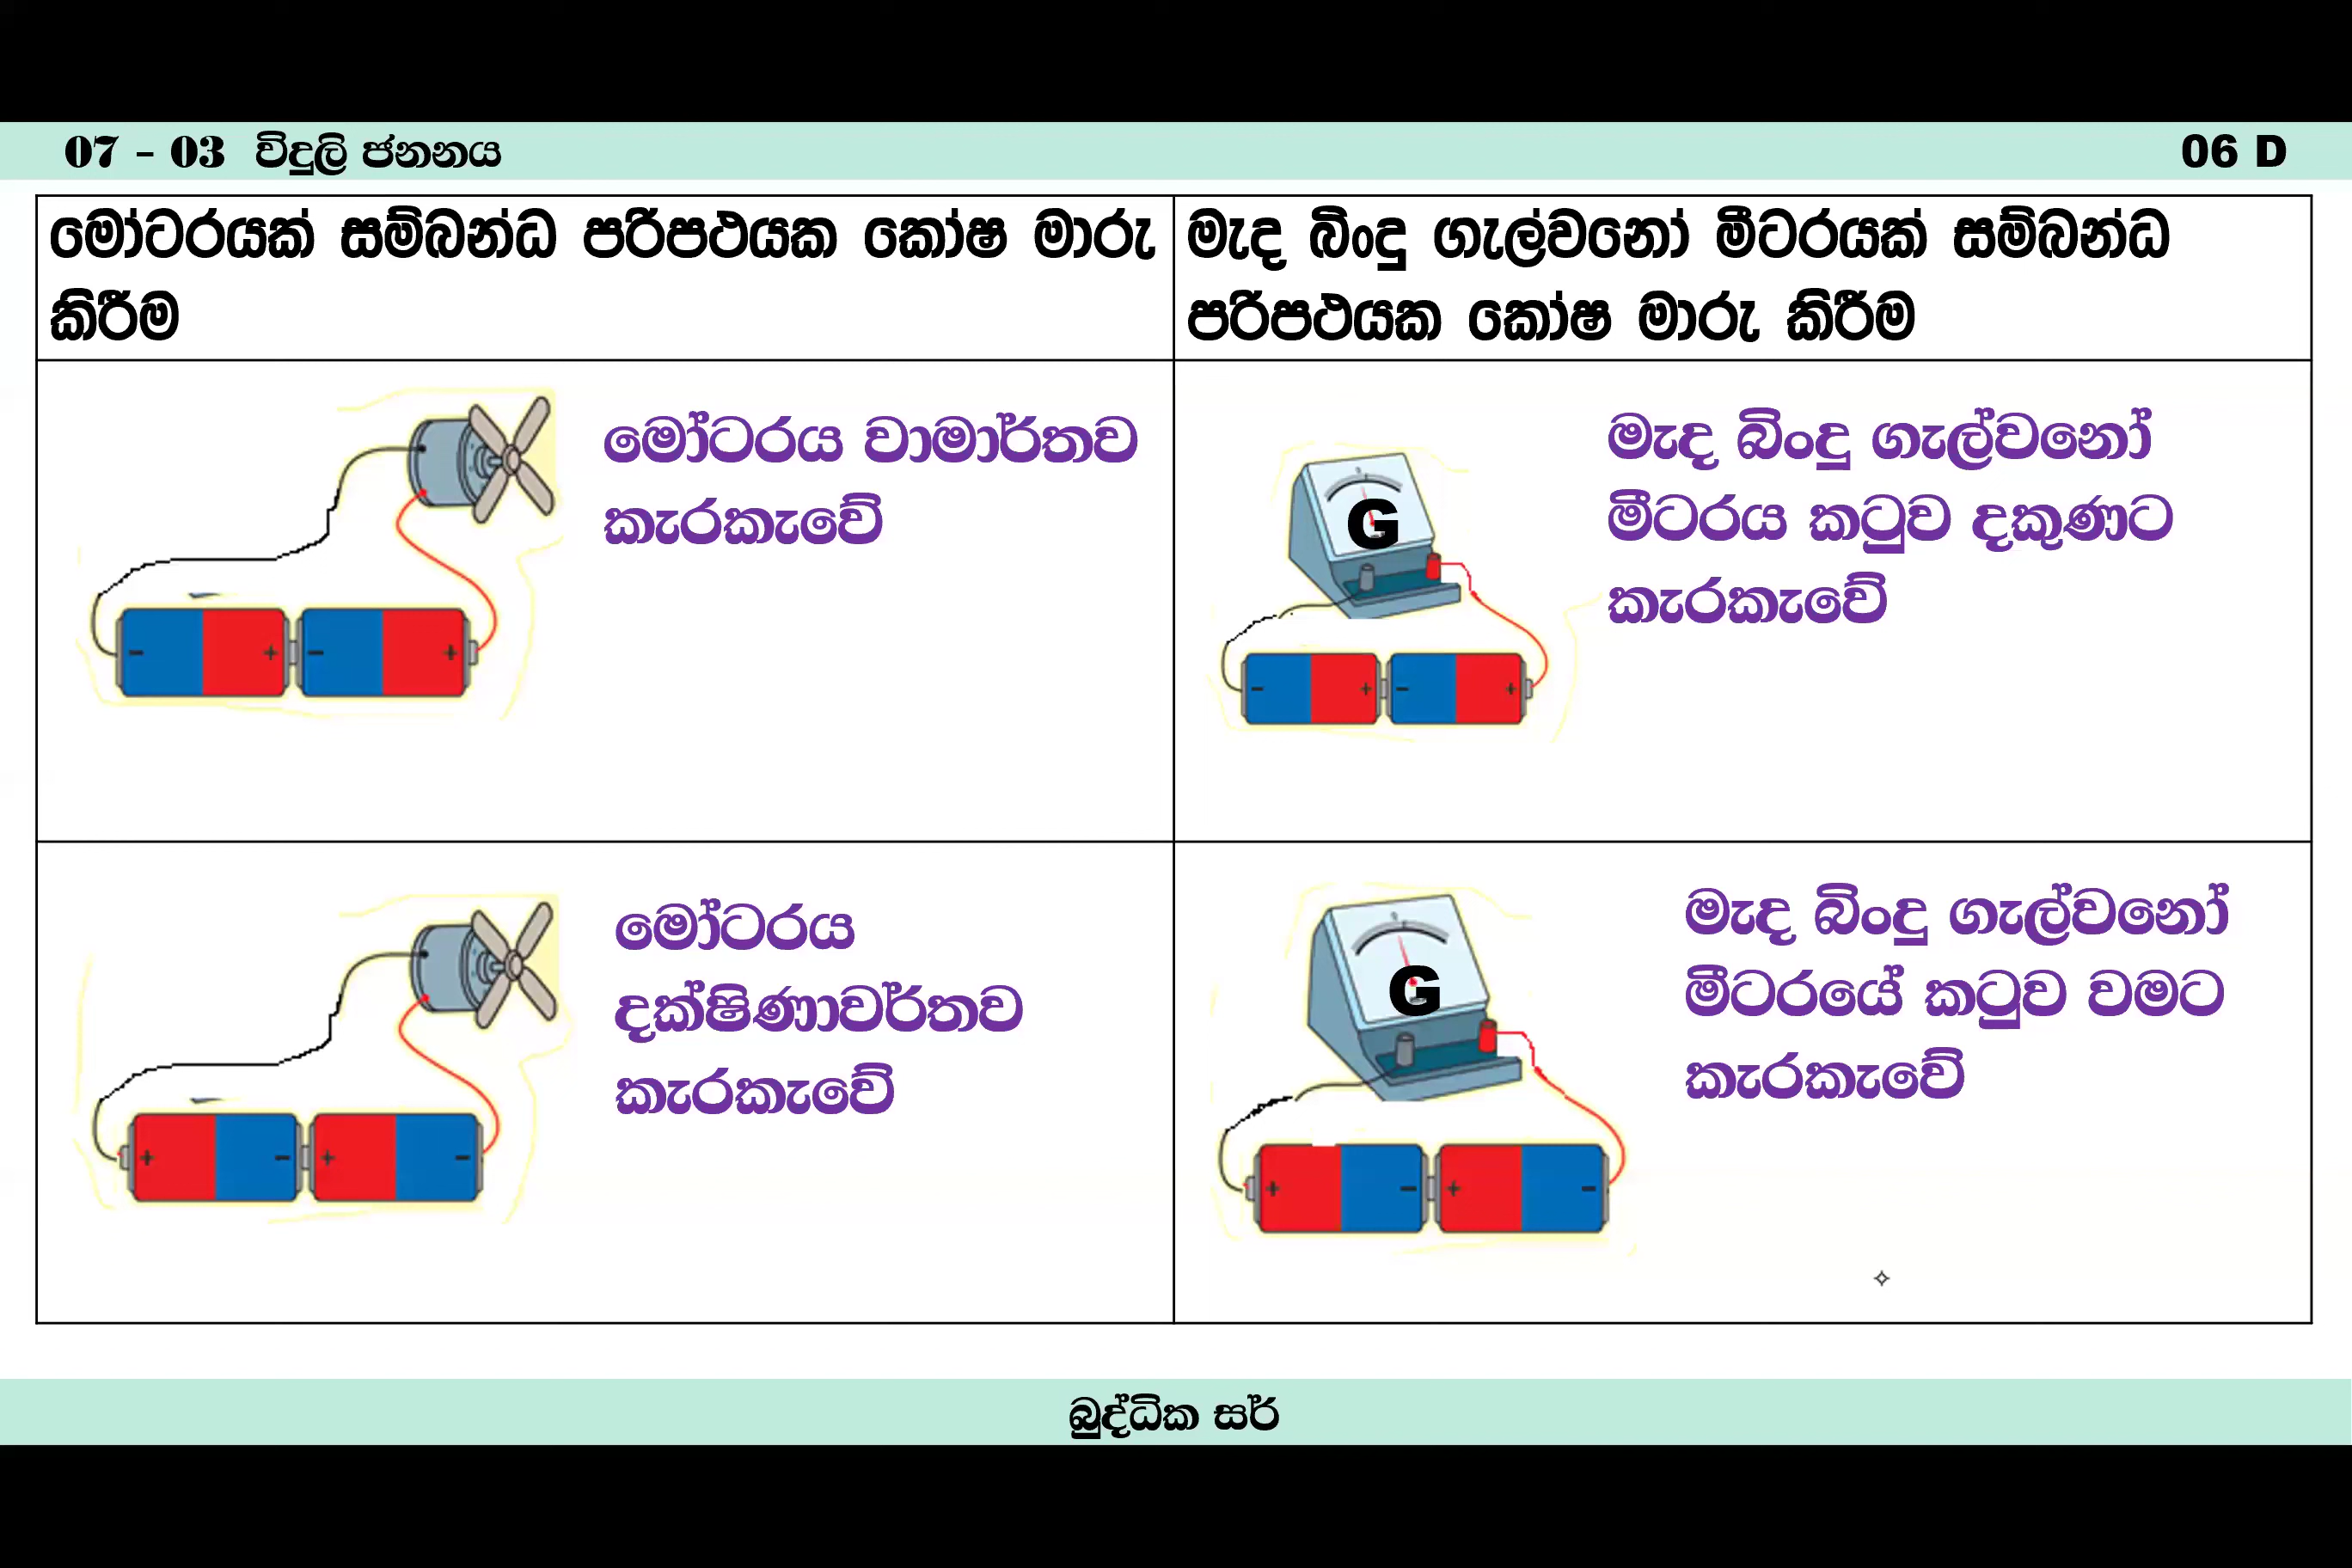 07 - 03 විදුලි ජනනය
06 D
මෝටරයක් සම්බන්ධ පරිපථයක කෝෂ මාරු
කිරීම
මැද බිංදු ගැල්වනෝ මීටරයක් සම්බන්ධ
පරිපථයක කෝෂ මාරු කිරීම
මෝටරය වාමාර්තව
කැරකැවේ
මැද බිංදු ගැල්වනෝ
මීටරය කටුව දකුණට
කැරකැවේ
G
- + - +
- + - +
මෝටරය
දක්ෂිණාවර්තව
කැරකැවේ
මැද බිංදු ගැල්වනෝ
මීටරයේ කටුව වමට
කැරකැවේ
G
+ - + -
+ - + -
බුද්ධික සර්